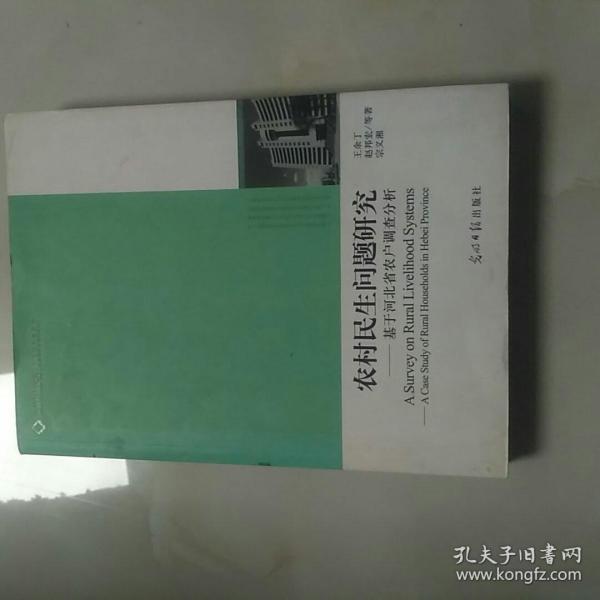 王余丁
赵邦宏/等著
宗义湘
农村民生问题研究
——基于河北省农户调查分析
A Survey on Rural Livelihood Systems
——A Case Study of Rural Households in Hebei Province
光明日报出版社
孔夫子旧书网
www.kongfz.com